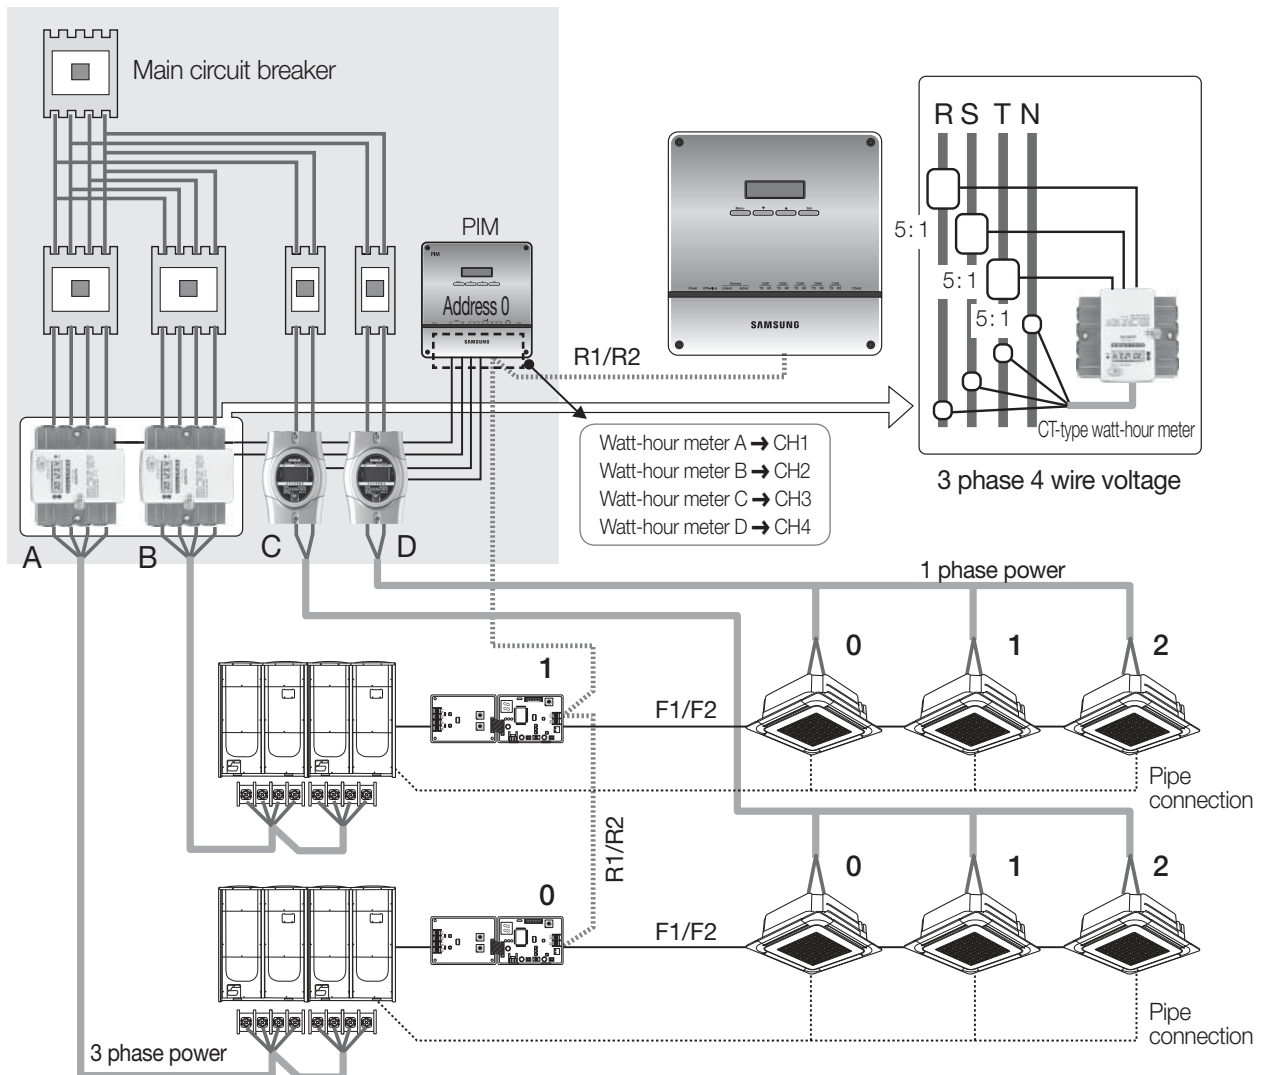 Main circuit breaker
PIM
PIM
Address 0
SAMSUNG
R1/R2
SAMSUNG
R S T N
5:1
5:1
5:1
CT-type watt-hour meter
3 phase 4 wire voltage
Watt-hour meter A ➔ CH1
Watt-hour meter B ➔ CH2
Watt-hour meter C ➔ CH3
Watt-hour meter D ➔ CH4
A
B
C
D
1 phase power
0
1
2
1
F1/F2
Pipe
connection
R1/R2
0
1
2
0
F1/F2
Pipe
connection
3 phase power